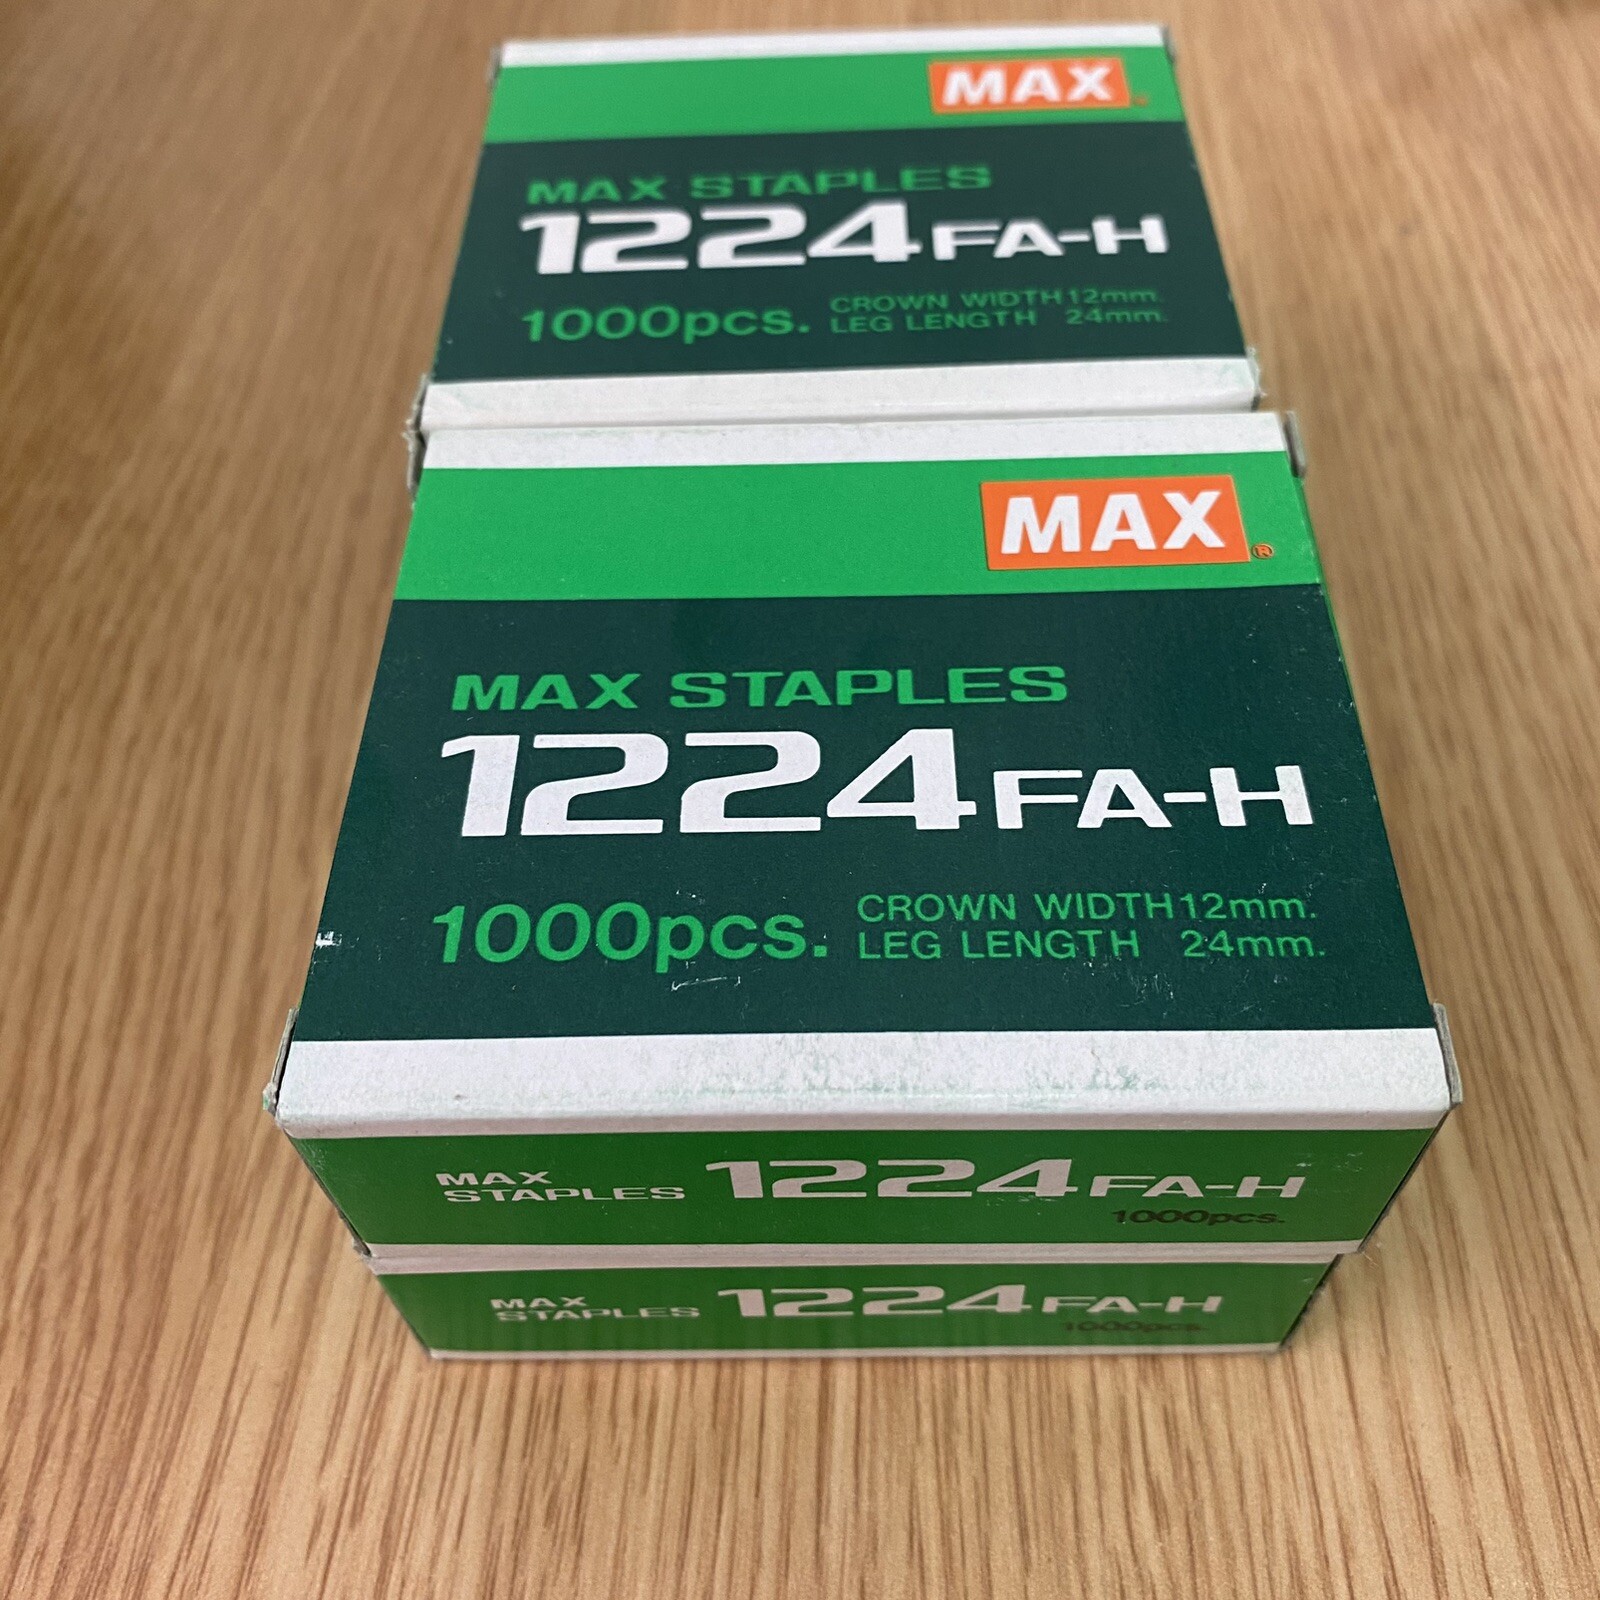 MAX
MAX STAPLES
1224FA-H
1000pcs. CROWN WIDTH 12mm.
LEG LENGTH 24mm.
MAX®
MAX STAPLES
1224FA-H
1000pcs. CROWN WIDTH 12mm.
LEG LENGTH 24mm.
MAX
STAPLES 1224FA-H
1000pcs.
MAX
STAPLES 1224FA-H
1000pcs.